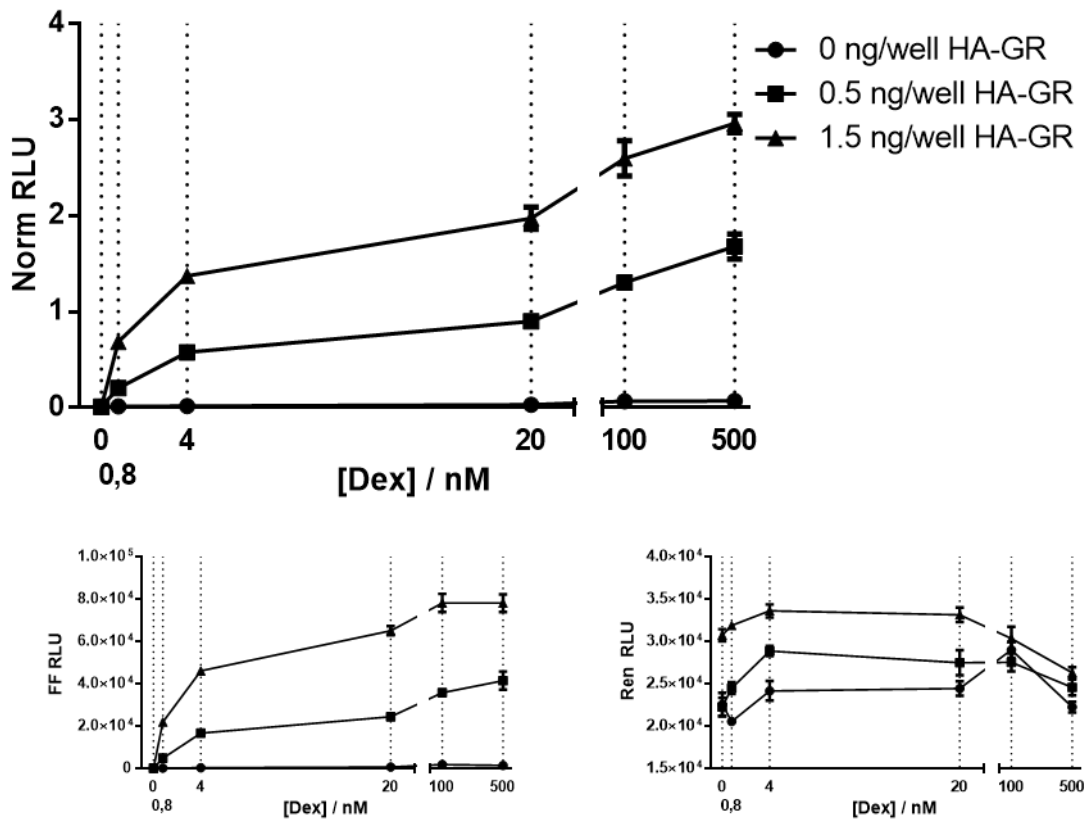 4
3
2
1
0
Norm RLU
0 ng/well HA-GR
0.5 ng/well HA-GR
1.5 ng/well HA-GR
0 4 20 100 500
0,8
[Dex] / nM
1.0×10⁵
8.0×10⁴
6.0×10⁴
4.0×10⁴
2.0×10⁴
0
FF RLU
0 4 20 100 500
0,8
[Dex] / nM
4.0×10⁴
3.5×10⁴
3.0×10⁴
2.5×10⁴
2.0×10⁴
1.5×10⁴
Ren RLU
0 4 20 100 500
0,8
[Dex] / nM